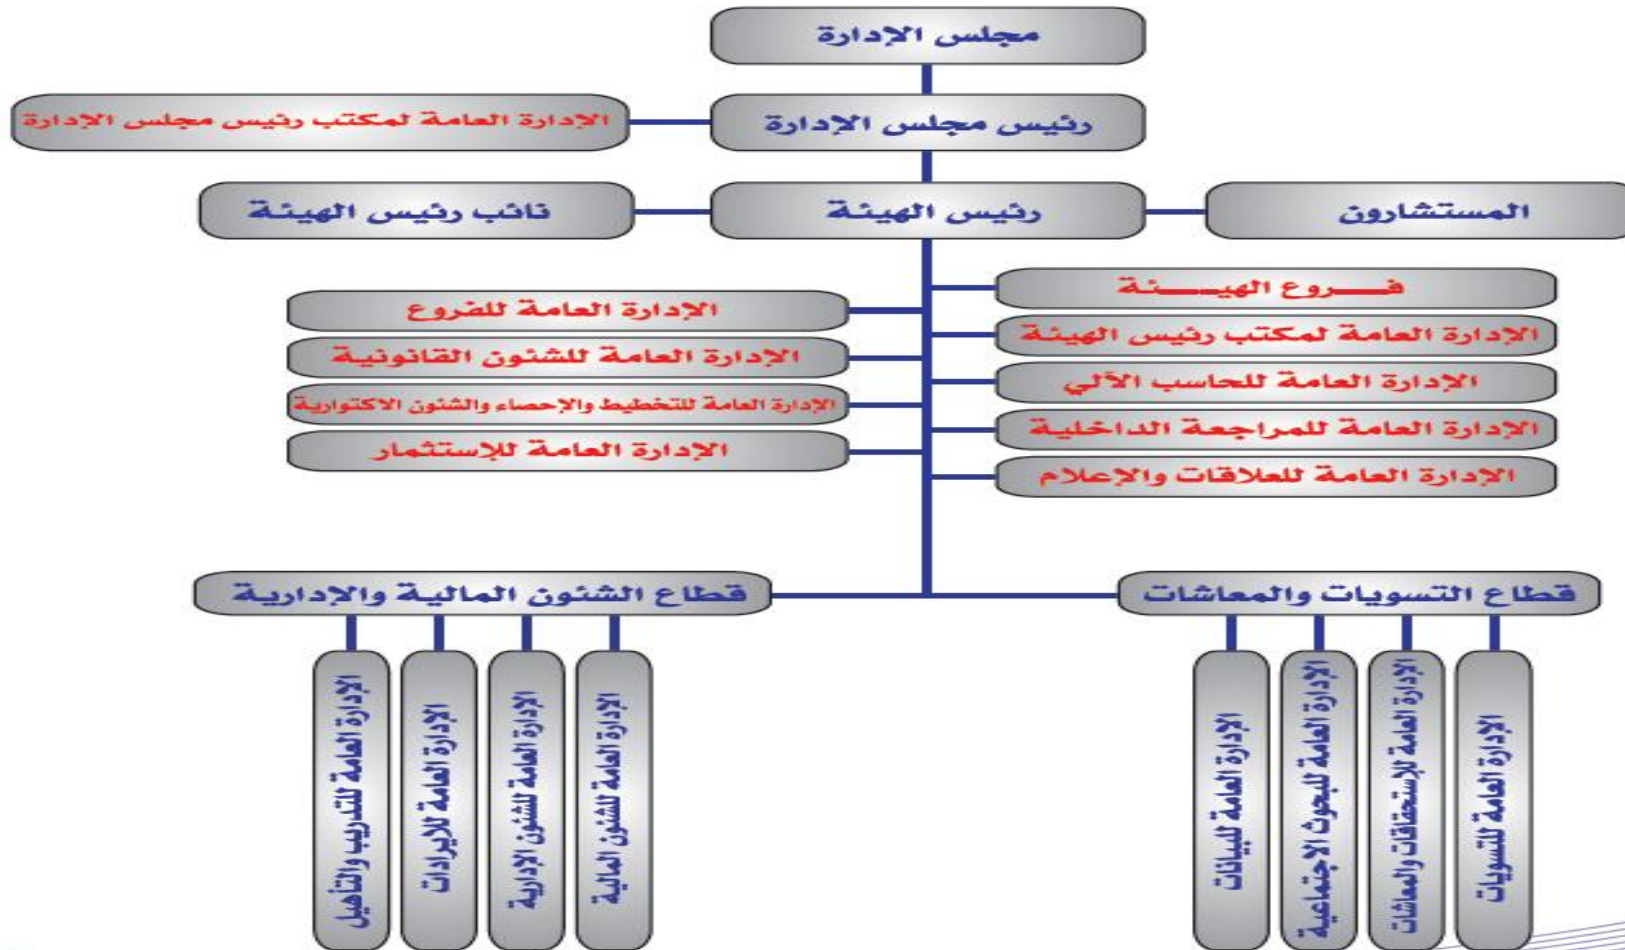 مجلس الإدارة
رئيس مجلس الإدارة
الإدارة العامة لمكتب رئيس مجلس الإدارة
المستشارون
رئيس الهيئة
نائب رئيس الهيئة
فـــروع الهيـــــئة
الإدارة العامة لمكتب رئيس الهيئة
الإدارة العامة للحاسب الآلي
الإدارة العامة للمراجعة الداخلية
الإدارة العامة للعلاقات والإعلام
الإدارة العامة للفروع
الإدارة العامة للشئون القانونية
الإدارة العامة للتخطيط والإحصاء والشئون الاكتوارية
الإدارة العامة للإستثمار
قطاع التسويات والمعاشات
قطاع الشئون المالية والإدارية
الإدارة العامة للتسويات
الإدارة العامة للإستحقاقات والمعاشات
الإدارة العامة للبحوث الاجتماعية
الإدارة العامة للبيانات
الإدارة العامة للشئون المالية
الإدارة العامة للشئون الإدارية
الإدارة العامة للايرادات
الإدارة العامة للتدريب والتأهيل